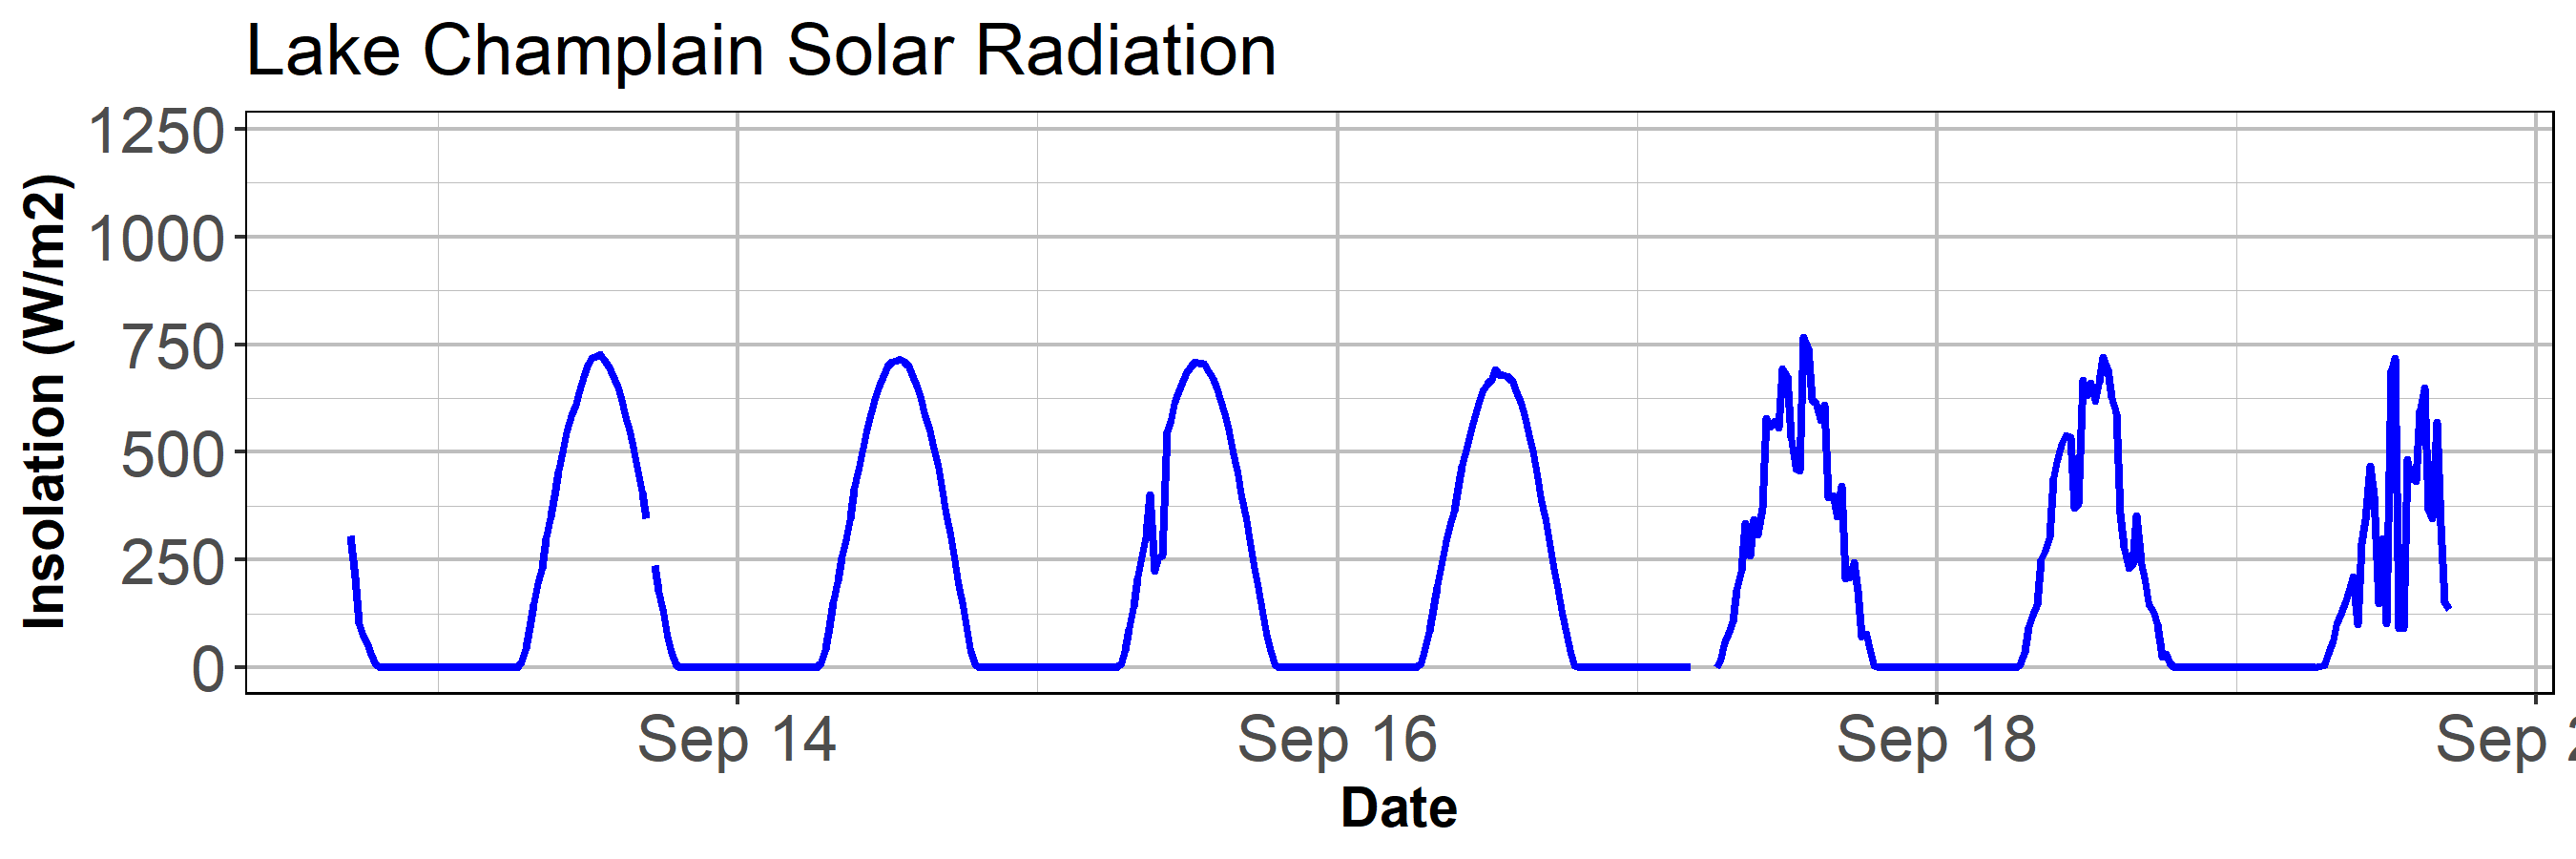 Lake Champlain Solar Radiation
1250
1000
750
500
250
0
Insolation (W/m2)
Sep 14
Sep 16
Sep 18
Sep
Date